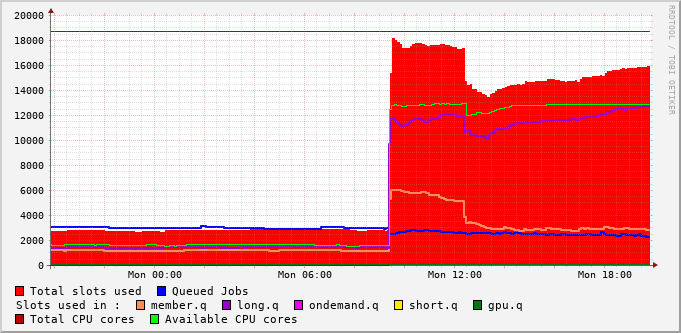 20000
18000
16000
14000
12000
10000
8000
6000
4000
2000
0
Mon 00:00 Mon 06:00 Mon 12:00 Mon 18:00
Total slots used Queued Jobs
Slots used in : member.q long.q ondemand.q short.q gpu.q
Total CPU cores Available CPU cores
RRDTOOL / TOBI OETIKER